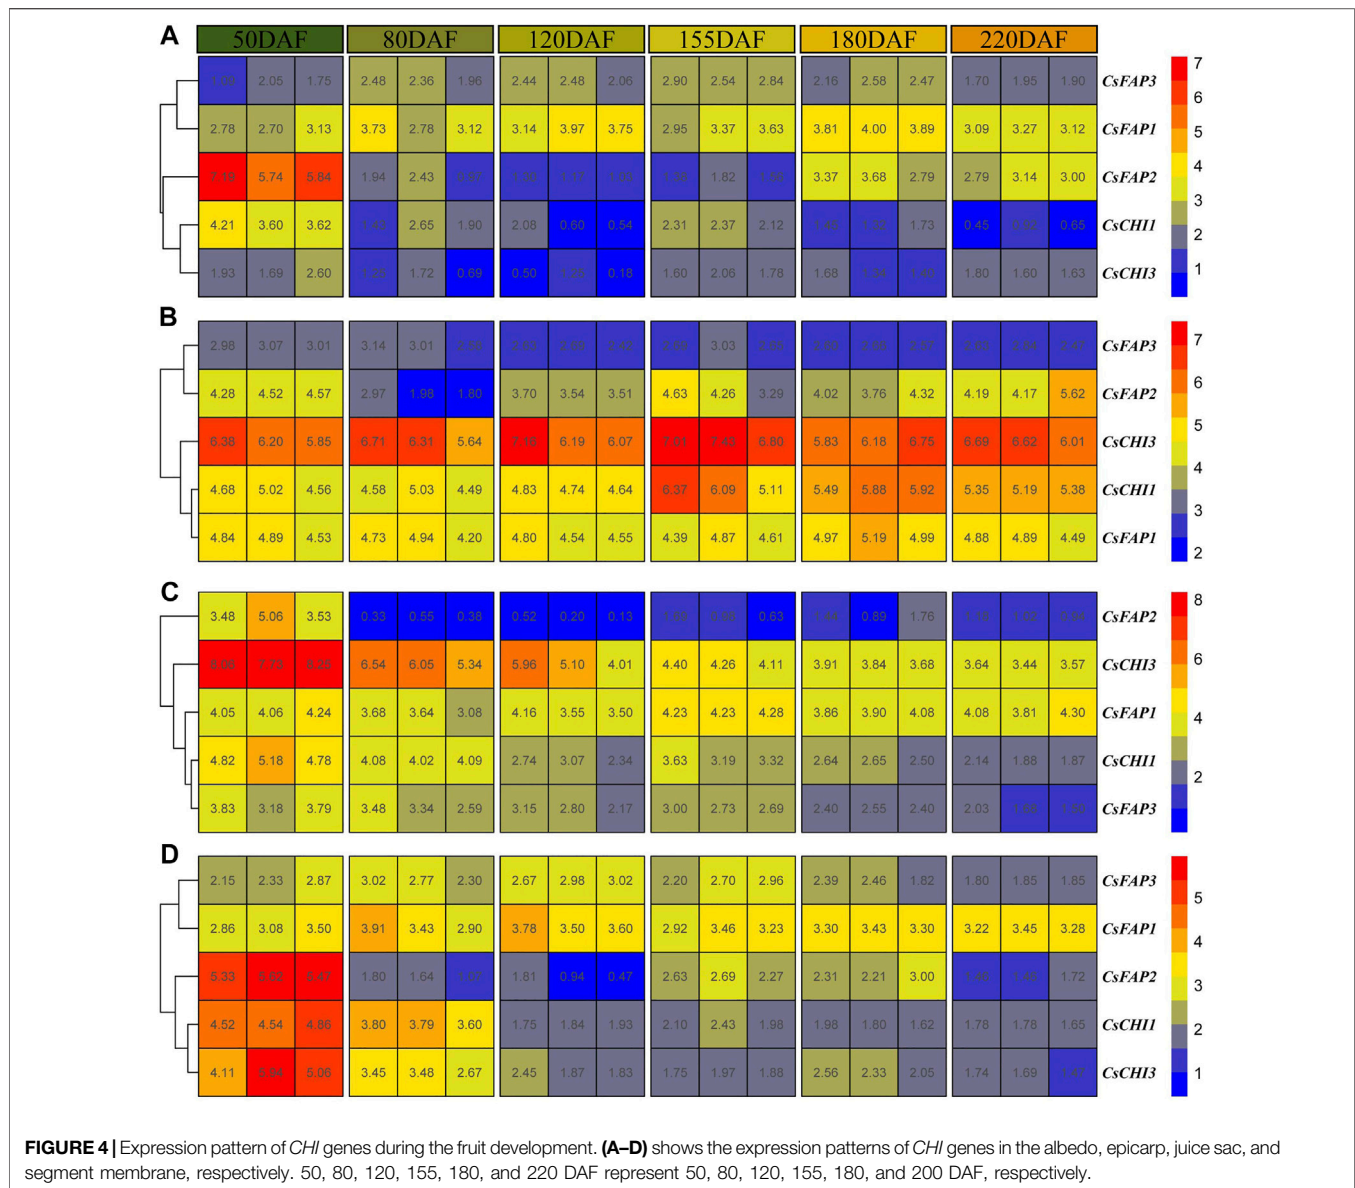 A 50DAF 80DAF 120DAF 155DAF 180DAF 220DAF
2.05 1.75 2.48 2.36 1.96 2.44 2.48 2.06 2.90 2.54 2.84 2.16 2.58 2.47 1.70 1.95 1.90 CsFAP3
2.78 2.70 3.13 3.73 2.78 3.12 3.14 3.97 3.75 2.95 3.37 3.63 3.81 4.00 3.89 3.09 3.27 3.12 CsFAP1
5.74 5.84 1.94 2.43 1.82 3.37 3.68 2.79 2.79 3.14 3.00 CsFAP2
4.21 3.60 3.62 2.65 1.90 2.08 0.60 0.54 2.31 2.37 2.12 1.73 0.45 0.65 CsCHI1
1.93 1.69 2.60 1.72 0.69 0.50 0.18 1.60 2.06 1.78 1.68 1.80 1.60 1.63 CsCHI3
7
6
5
4
3
2
1
B
2.98 3.07 3.01 3.14 3.01 3.03 CsFAP3
4.28 4.52 4.57 2.97 1.98 1.80 3.70 3.54 3.51 4.63 4.26 3.29 4.02 3.76 4.32 4.19 4.17 5.62 CsFAP2
6.38 6.20 5.85 6.71 6.31 5.64 6.19 6.07 6.80 5.83 6.18 6.75 6.69 6.62 6.01 CsCHI3
4.68 5.02 4.56 4.58 5.03 4.49 4.83 4.74 4.64 6.37 6.09 5.11 5.49 5.88 5.92 5.35 5.19 5.38 CsCHI1
4.84 4.89 4.53 4.73 4.94 4.20 4.80 4.54 4.55 4.39 4.87 4.61 4.97 5.19 4.99 4.88 4.89 4.49 CsFAP1
7
6
5
4
3
2
C
3.48 5.06 3.53 0.33 0.55 0.38 0.52 0.20 0.13 0.63 0.89 1.76 CsFAP2
6.54 6.05 5.34 5.96 5.10 4.01 4.40 4.26 4.11 3.91 3.84 3.68 3.64 3.44 3.57 CsCHI3
4.05 4.06 4.24 3.68 3.64 3.08 4.16 3.55 3.50 4.23 4.23 4.28 3.86 3.90 4.08 4.08 3.81 4.30 CsFAP1
4.82 5.18 4.78 4.08 4.02 4.09 2.74 3.07 2.34 3.63 3.19 3.32 2.64 2.65 2.50 2.14 1.88 1.87 CsCHI1
3.83 3.18 3.79 3.48 3.34 2.59 3.15 2.80 2.17 3.00 2.73 2.69 2.40 2.55 2.40 2.03 CsFAP3
8
6
4
2
D
2.15 2.33 2.87 3.02 2.77 2.30 2.67 2.98 3.02 2.20 2.70 2.96 2.39 2.46 1.82 1.80 1.85 1.85 CsFAP3
2.86 3.08 3.50 3.91 3.43 2.90 3.78 3.50 3.60 2.92 3.46 3.23 3.30 3.43 3.30 3.22 3.45 3.28 CsFAP1
5.33 1.80 1.64 1.81 0.94 0.47 2.63 2.69 2.27 2.31 2.21 3.00 1.72 CsFAP2
4.52 4.54 4.86 3.80 3.79 3.60 1.75 1.84 1.93 2.10 2.43 1.98 1.98 1.80 1.62 1.78 1.78 1.65 CsCHI1
4.11 5.06 3.45 3.48 2.67 2.45 1.87 1.83 1.75 1.97 1.88 2.56 2.33 2.05 1.74 1.69 CsCHI3
5
4
3
2
1
FIGURE 4 | Expression pattern of CHI genes during the fruit development. (A–D) shows the expression patterns of CHI genes in the albedo, epicarp, juice sac, and
segment membrane, respectively. 50, 80, 120, 155, 180, and 220 DAF represent 50, 80, 120, 155, 180, and 200 DAF, respectively.